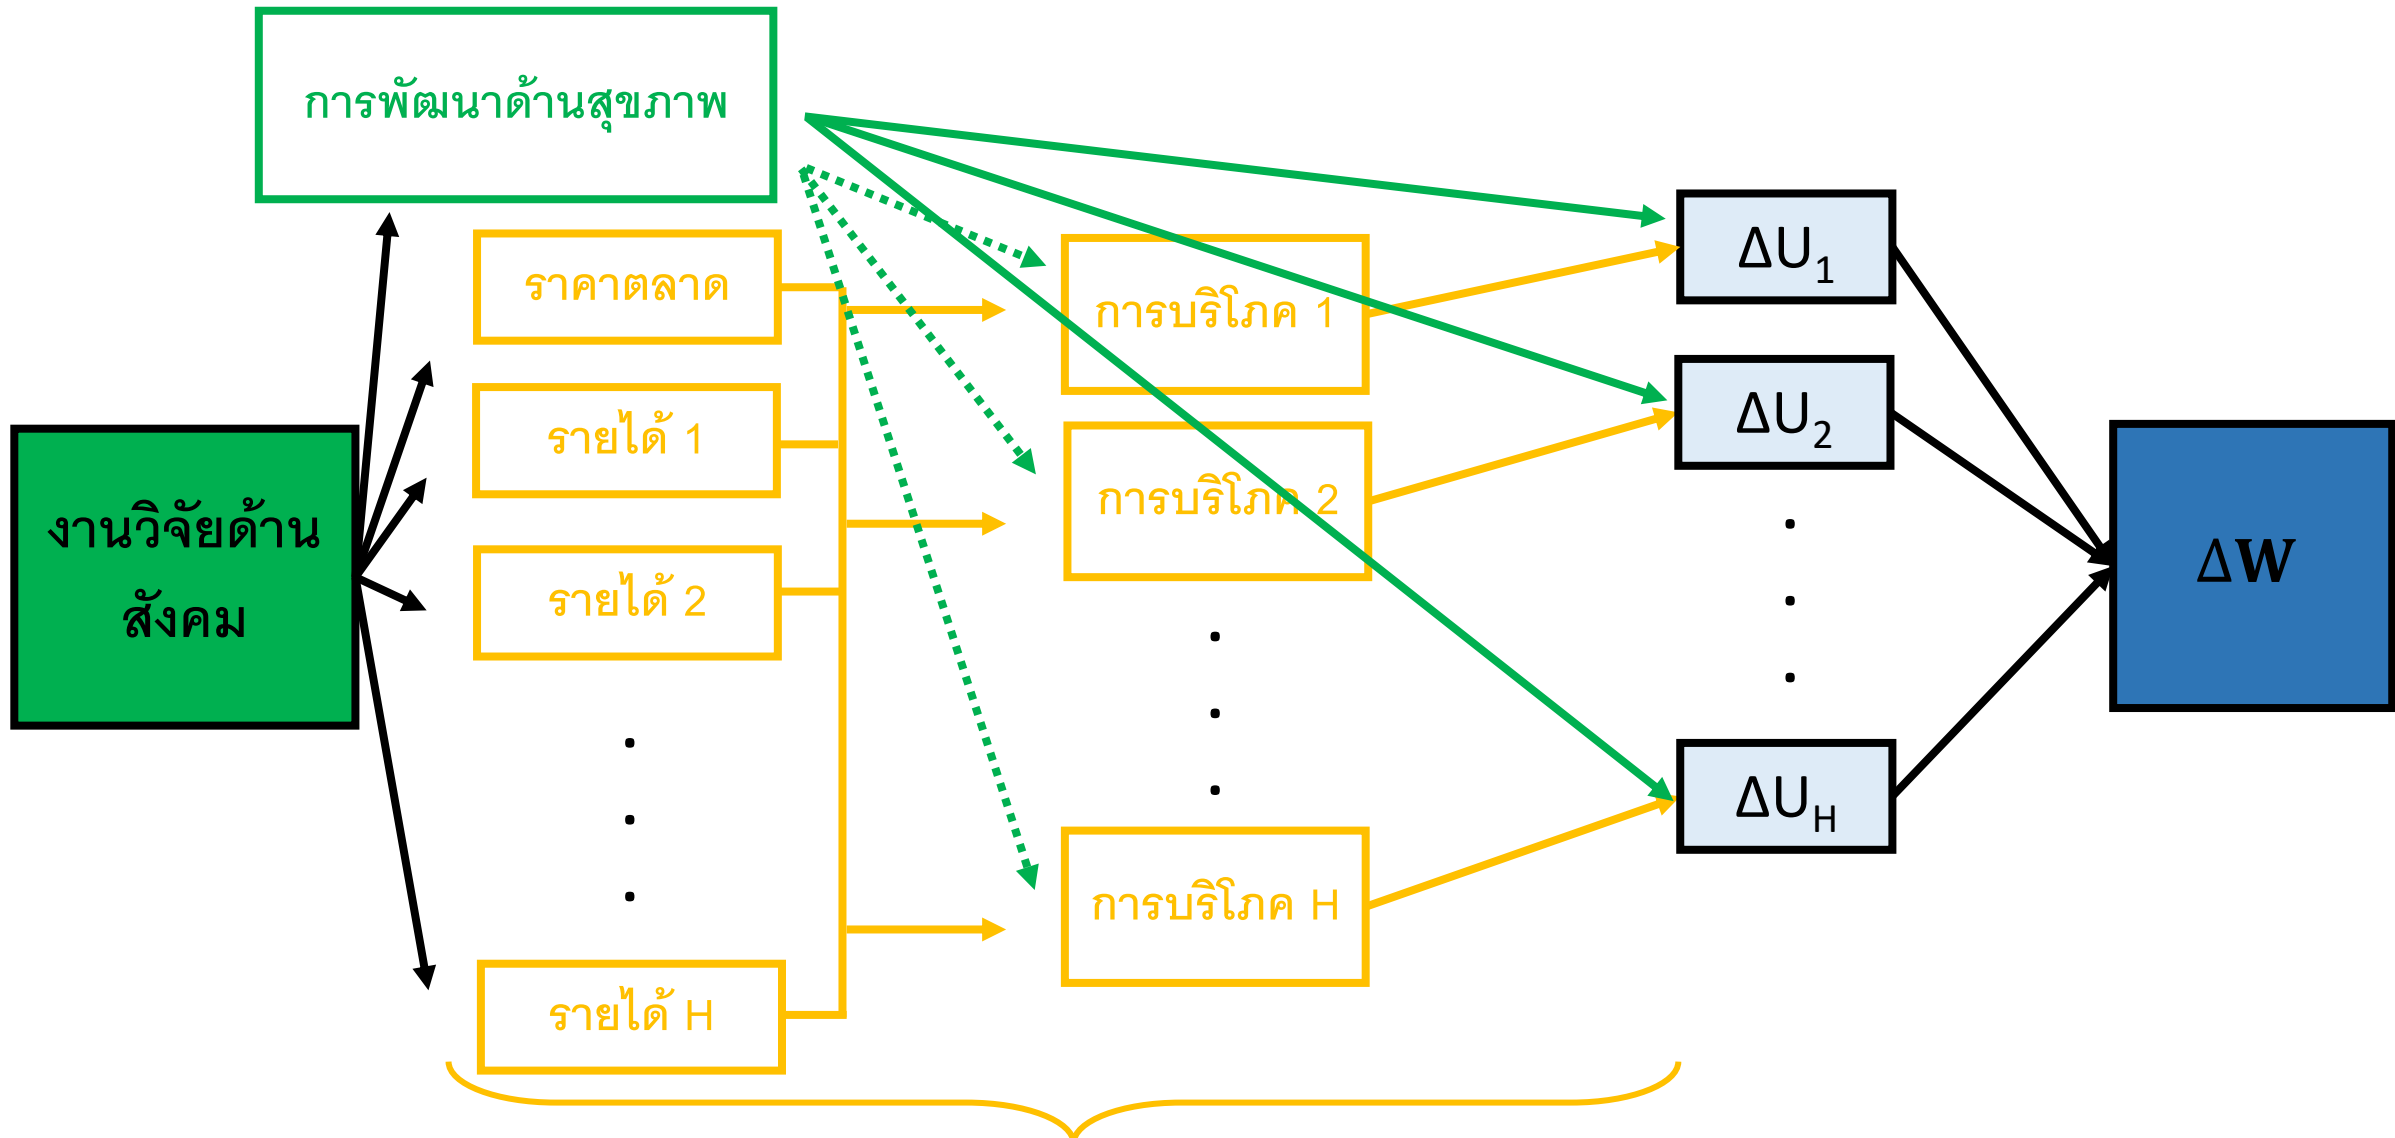 การพัฒนาด้านสุขภาพ
ราคาตลาด
รายได้ 1
รายได้ 2
.
.
.
รายได้ H
งานวิจัยด้าน
สังคม
การบริโภค 1
การบริโภค 2
.
.
.
การบริโภค H
ΔU1
ΔU2
.
.
.
ΔUH
ΔW